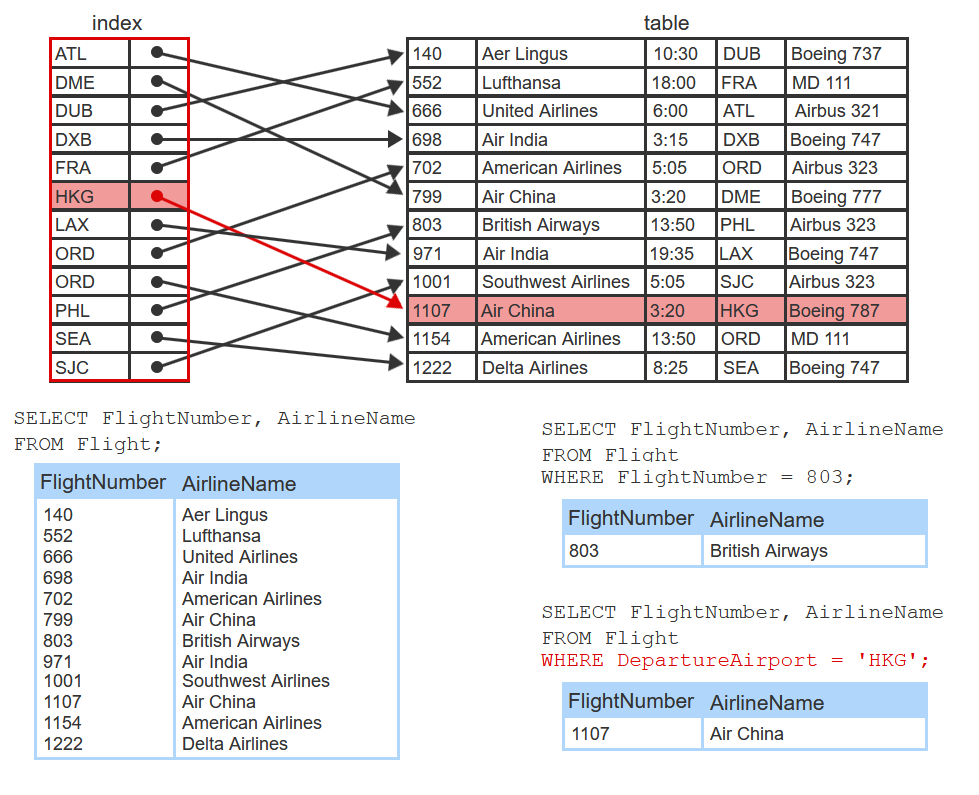 index
ATL
DME
DUB
DXB
FRA
HKG
LAX
ORD
ORD
PHL
SEA
SJC
table
140 Aer Lingus 10:30 DUB Boeing 737
552 Lufthansa 18:00 FRA MD 111
666 United Airlines 6:00 ATL Airbus 321
698 Air India 3:15 DXB Boeing 747
702 American Airlines 5:05 ORD Airbus 323
799 Air China 3:20 DME Boeing 777
803 British Airways 13:50 PHL Airbus 323
971 Air India 19:35 LAX Boeing 747
1001 Southwest Airlines 5:05 SJC Airbus 323
1107 Air China 3:20 HKG Boeing 787
1154 American Airlines 13:50 ORD MD 111
1222 Delta Airlines 8:25 SEA Boeing 747
SELECT FlightNumber, AirlineName
FROM Flight;
FlightNumber AirlineName
140 Aer Lingus
552 Lufthansa
666 United Airlines
698 Air India
702 American Airlines
799 Air China
803 British Airways
971 Air India
1001 Southwest Airlines
1107 Air China
1154 American Airlines
1222 Delta Airlines
SELECT FlightNumber, AirlineName
FROM Flight
WHERE FlightNumber = 803;
FlightNumber AirlineName
803 British Airways
SELECT FlightNumber, AirlineName
FROM Flight
WHERE DepartureAirport = 'HKG';
FlightNumber AirlineName
1107 Air China